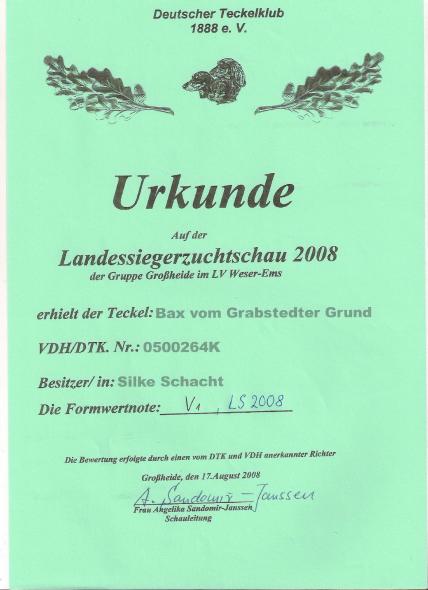 Deutscher Teckelklub
1888 e. V.
Urkunde
Auf der
Landessiegerzuchtschau 2008
der Gruppe Großheide im LV Weser-Ems
erhielt der Teckel: Bax vom Grabstedter Grund
VDH/DTK. Nr.: 0500264K
Besitzer/ in: Silke Schacht
Die Formwertnote: V1, LS 2008
Die Bewertung erfolgte durch einen vom DTK und VDH anerkannter Richter
Großheide, den 17.August 2008
A. Sandomir - Janssen
Frau Angelika Sandomir-Janssen
Schauleitung